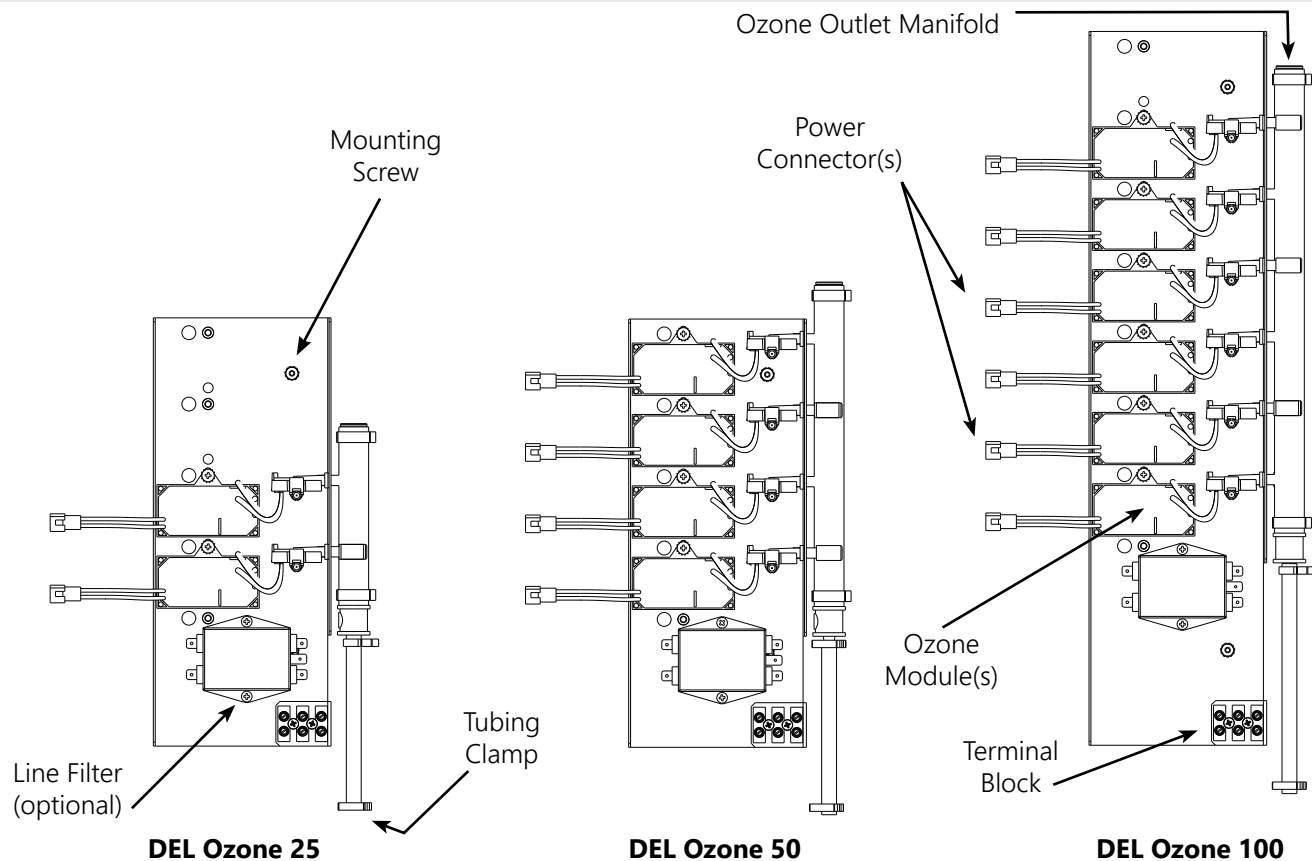 Ozone Outlet Manifold
Mounting
Screw
Power
Connector(s)
Ozone
Module(s)
Tubing
Clamp
Terminal
Block
Line Filter
(optional)
DEL Ozone 25
DEL Ozone 50
DEL Ozone 100